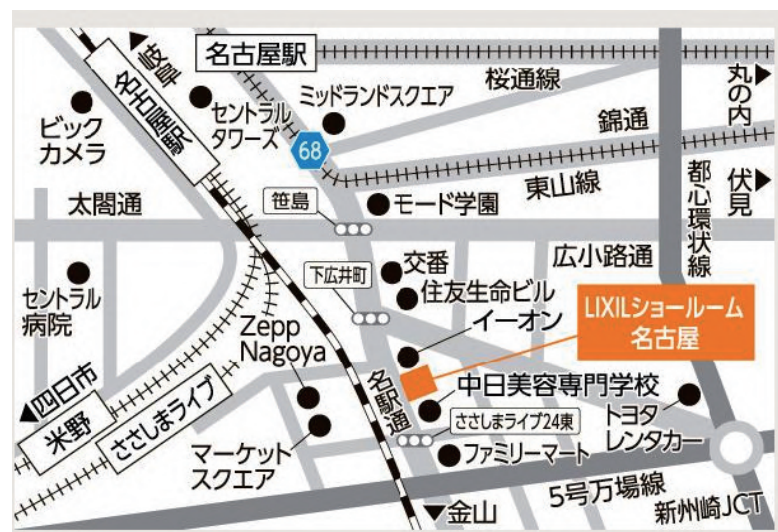 岐阜
名古屋駅
名古屋駅
桜通線
丸の内
ビック
カメラ
セントラル
タワーズ
ミッドランドスクエア
68
錦通
東山線
都心環状線
伏見
太閤通
笹島
モード学園
広小路通
セントラル
病院
下広井町
交番
住友生命ビル
イーオン
LIXILショールーム
名古屋
Zepp
Nagoya
名駅通
中日美容専門学校
四日市
米野
ささしまライブ
マーケット
スクエア
ささしまライブ24東
トヨタ
レンタカー
ファミリーマート
金山
5号万場線
新州崎JCT